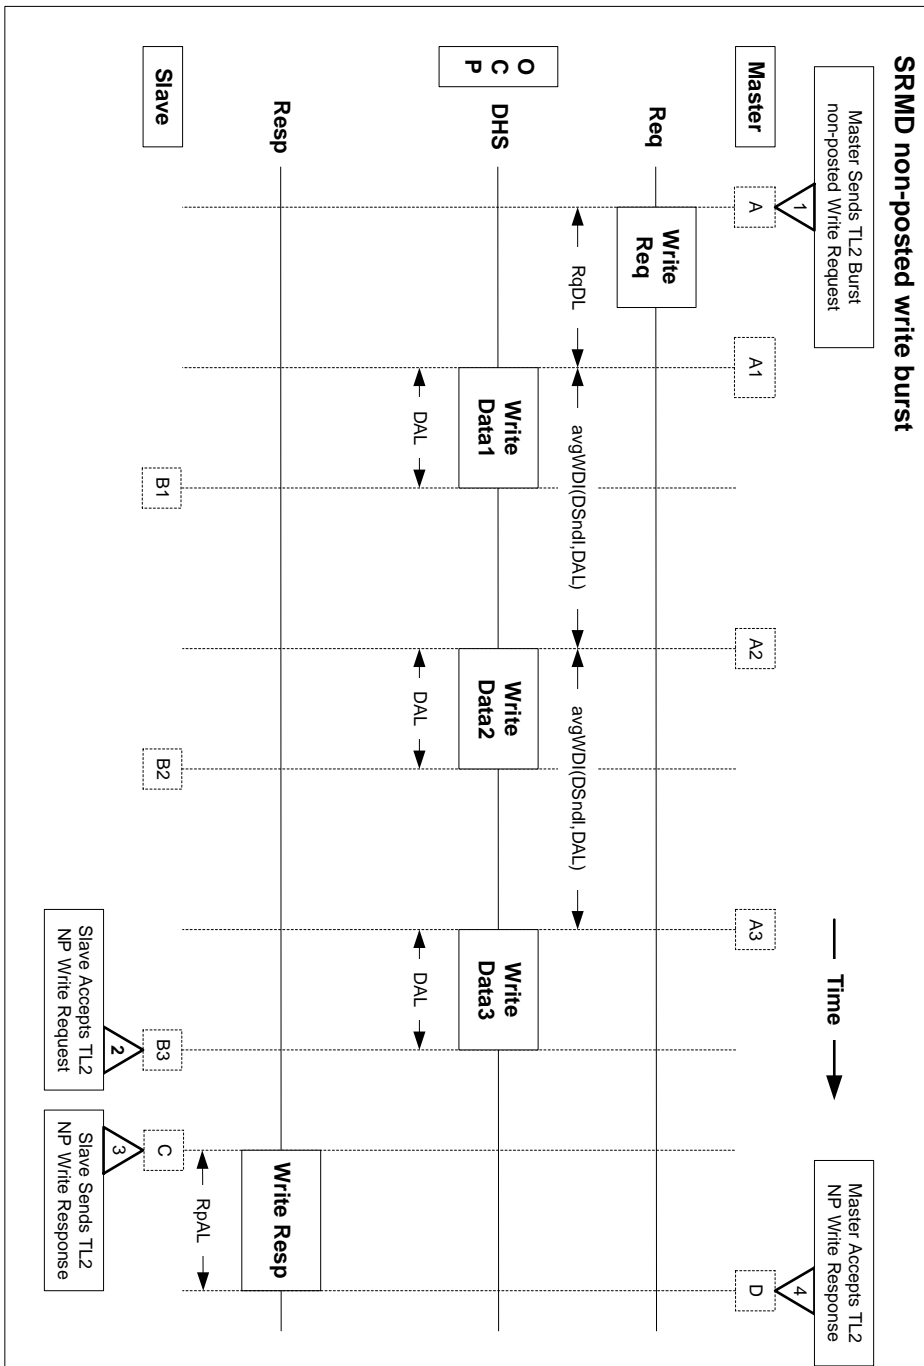 SRMD non-posted write burst
Master Sends TL2 Burst
non-posted Write Request
1
Time
Master Accepts TL2
NP Write Response
4
Master
A
A1
A2
A3
D
Req
Write
Req
RqDL
avgWDI(DSndI,DAL)
avgWDI(DSndI,DAL)
O
C
P
DHS
Write
Data1
Write
Data2
Write
Data3
DAL
DAL
DAL
Resp
Write Resp
RpAL
Slave
B1
B2
B3
C
2
Slave Accepts TL2
NP Write Request
3
Slave Sends TL2
NP Write Response